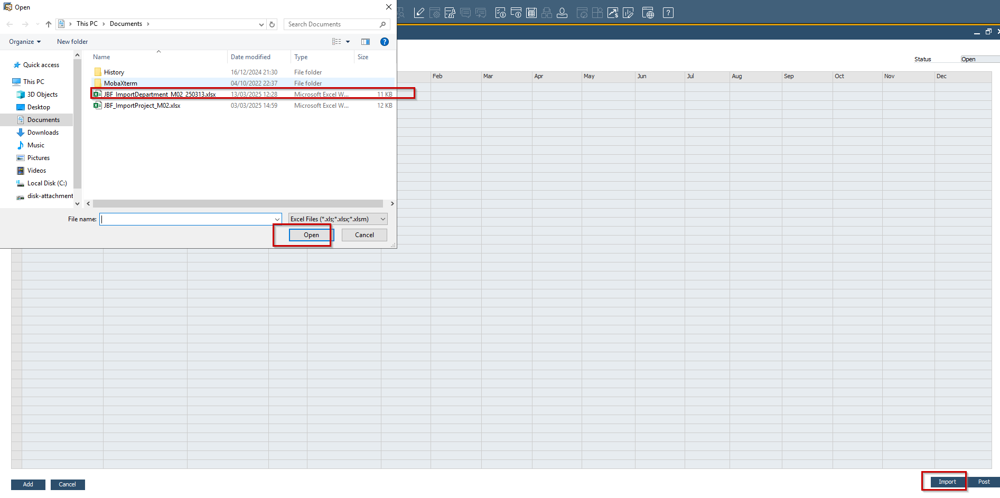 Open
This PC > Documents >
Search Documents
Organize
New folder
?
?
Name
Date modified
Type
Size
Quick access
This PC
3D Objects
Desktop
Documents
Downloads
Music
Pictures
Videos
Local Disk (C:)
disk-attachment
History 16/12/2024 21:30 File folder
MobaXterm 04/10/2022 22:37 File folder
JBF_ImportDepartment_M02_250313.xlsx 13/03/2025 12:28 Microsoft Excel W... 11 KB
JBF_ImportProject_M02.xlsx 03/03/2025 14:59 Microsoft Excel W... 12 KB
File name:
Excel Files (*.xls;*.xlsx;*.xlsm)
Open
Cancel
Status
Open
Feb Mar Apr May Jun Jul Aug Sep Oct Nov Dec
Add
Cancel
Import
Post